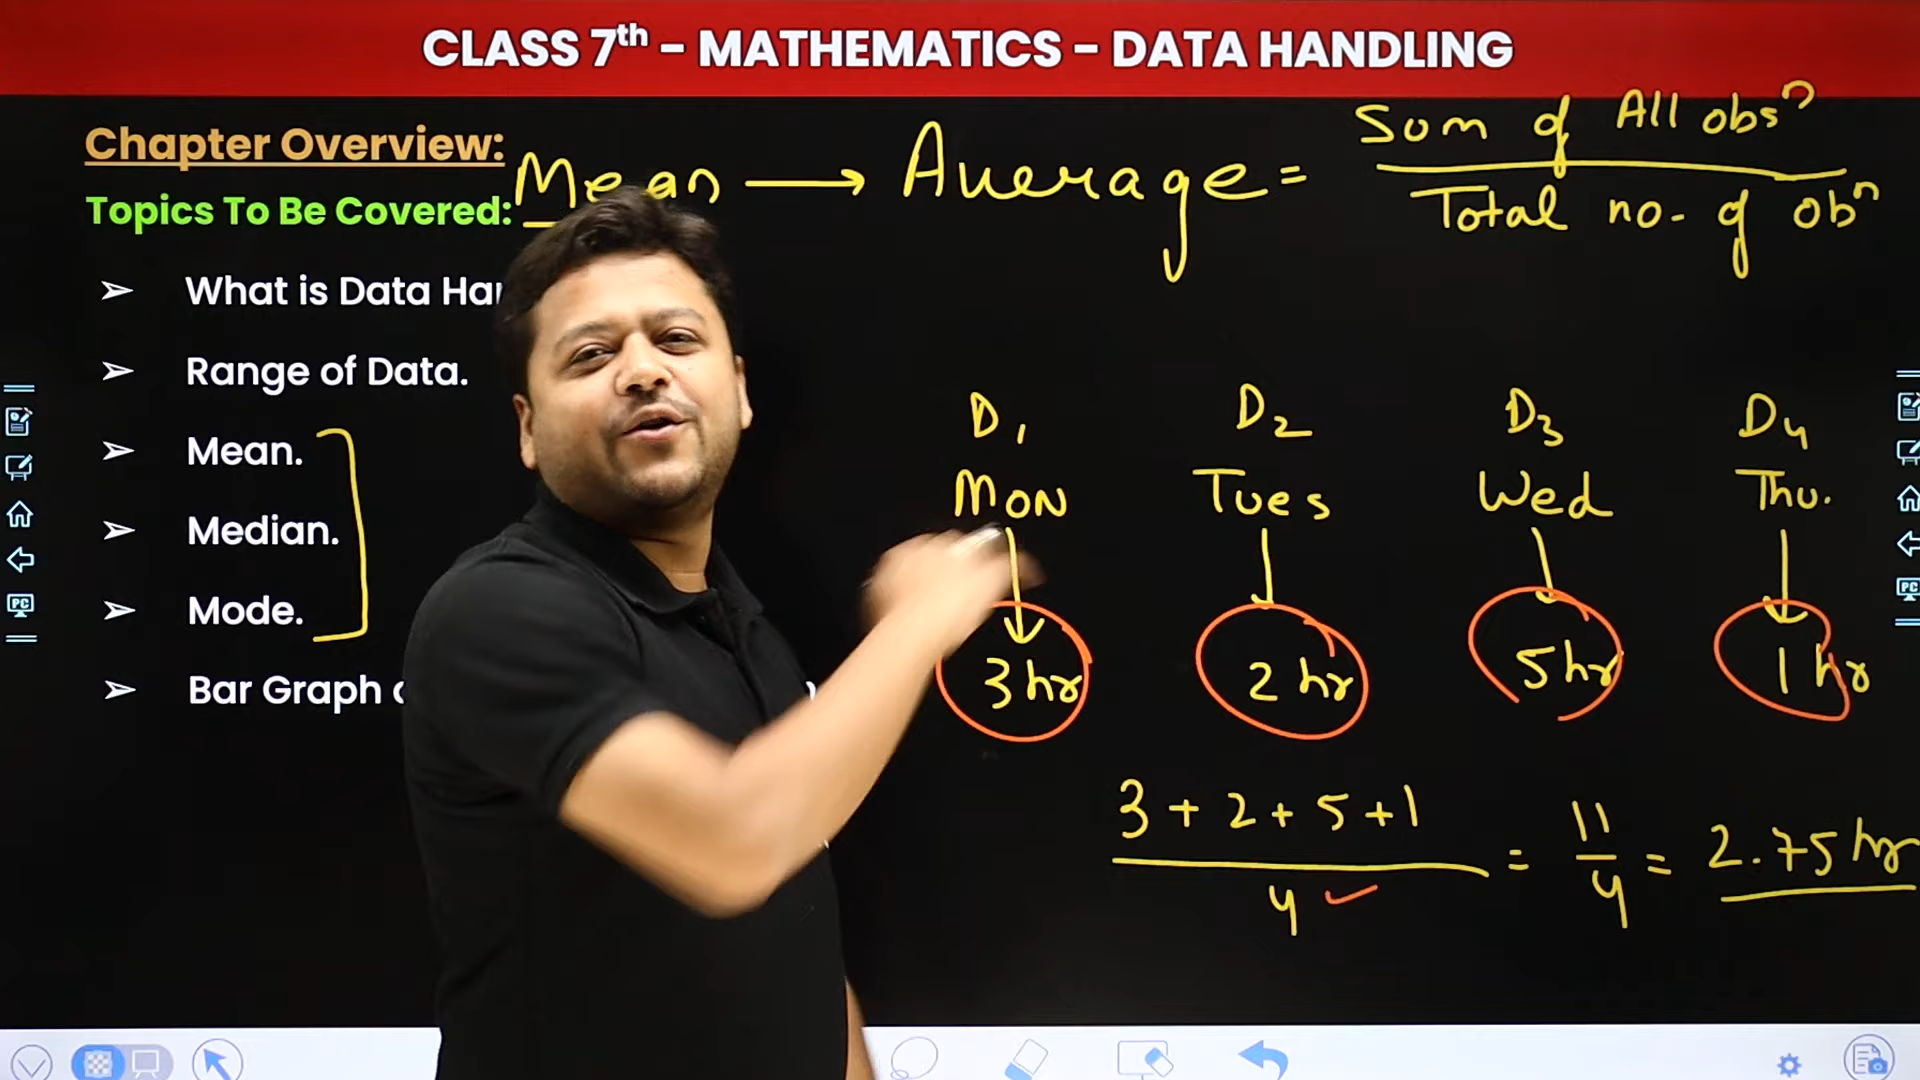 CLASS 7th - MATHEMATICS - DATA HANDLING
Chapter Overview:
Topics To Be Covered:
Mean → Average = Sum of All obsn / Total no. of obn
➢ What is Data Han
➢ Range of Data.
➢ Mean.
➢ Median.
➢ Mode.
➢ Bar Graph
D1 D2 D3 D4
MON Tues Wed Thu.
3 hr 2 hr 5 hr 1 hr
3 + 2 + 5 + 1 / 4 = 11/4 = 2.75 hr
PC PC